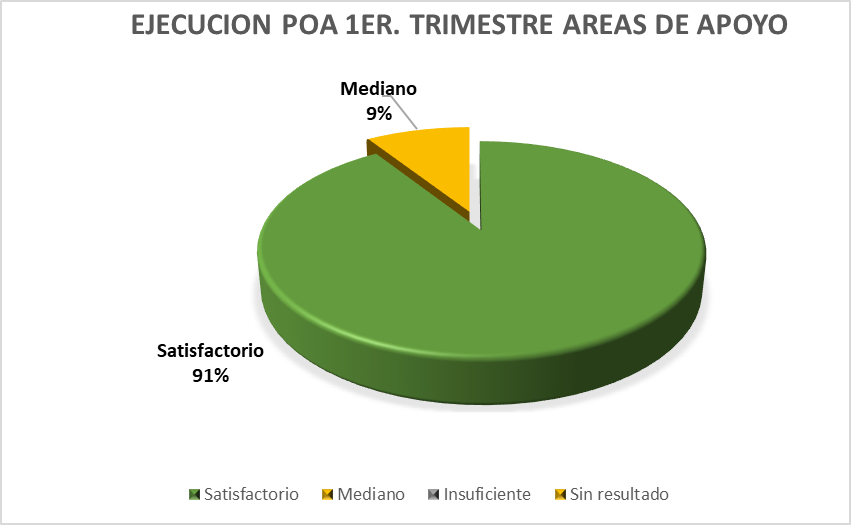 EJECUCION POA 1ER. TRIMESTRE AREAS DE APOYO
Mediano
9%
Satisfactorio
91%
Satisfactorio Mediano Insuficiente Sin resultado